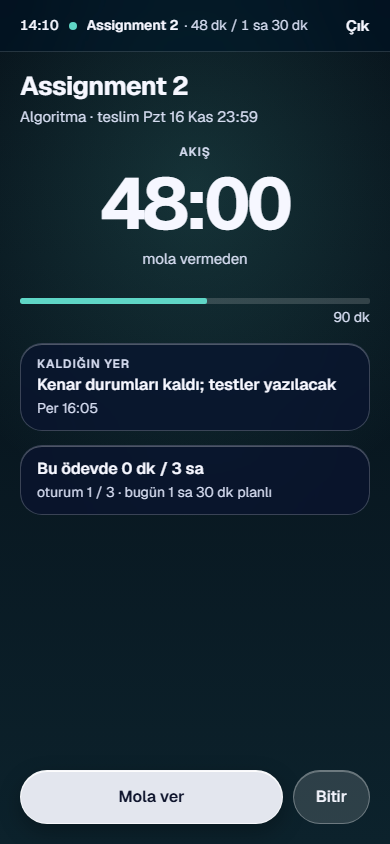 14:10 ● Assignment 2 · 48 dk / 1 sa 30 dk Çık
Assignment 2
Algoritma · teslim Pzt 16 Kas 23:59
AKIŞ
48:00
mola vermeden
90 dk
KALDIĞIN YER
Kenar durumları kaldı; testler yazılacak
Per 16:05
Bu ödevde 0 dk / 3 sa
oturum 1 / 3 · bugün 1 sa 30 dk planlı
Mola ver
Bitir